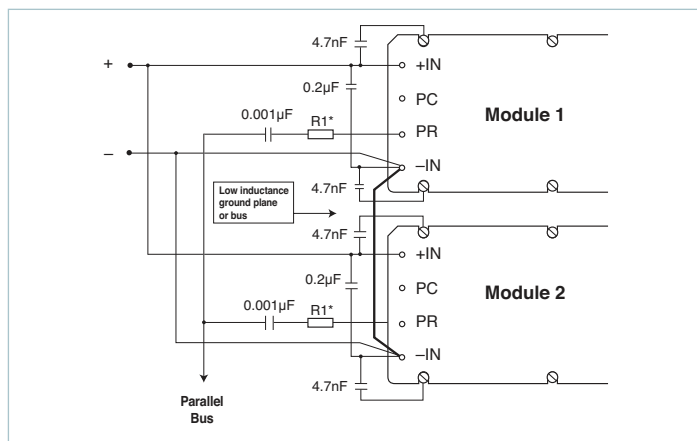 4.7nF
+
+IN
0.2µF
PC
Module 1
0.001µF
R1*
PR
–
–IN
4.7nF
Low inductance
ground plane
or bus
4.7nF
+IN
0.2µF
PC
Module 2
0.001µF
R1*
PR
–IN
4.7nF
Parallel
Bus